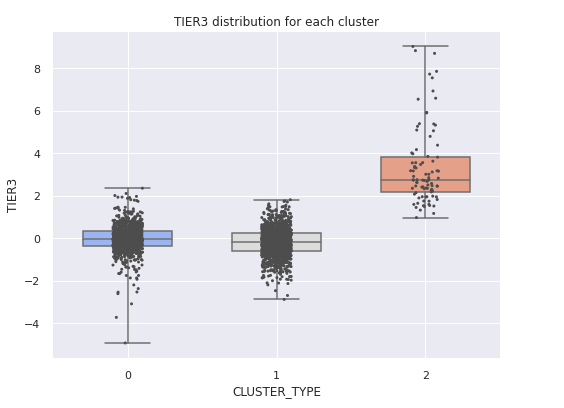 TIER3 distribution for each cluster
8
6
4
2
0
−2
−4
TIER3
0 1 2
CLUSTER_TYPE